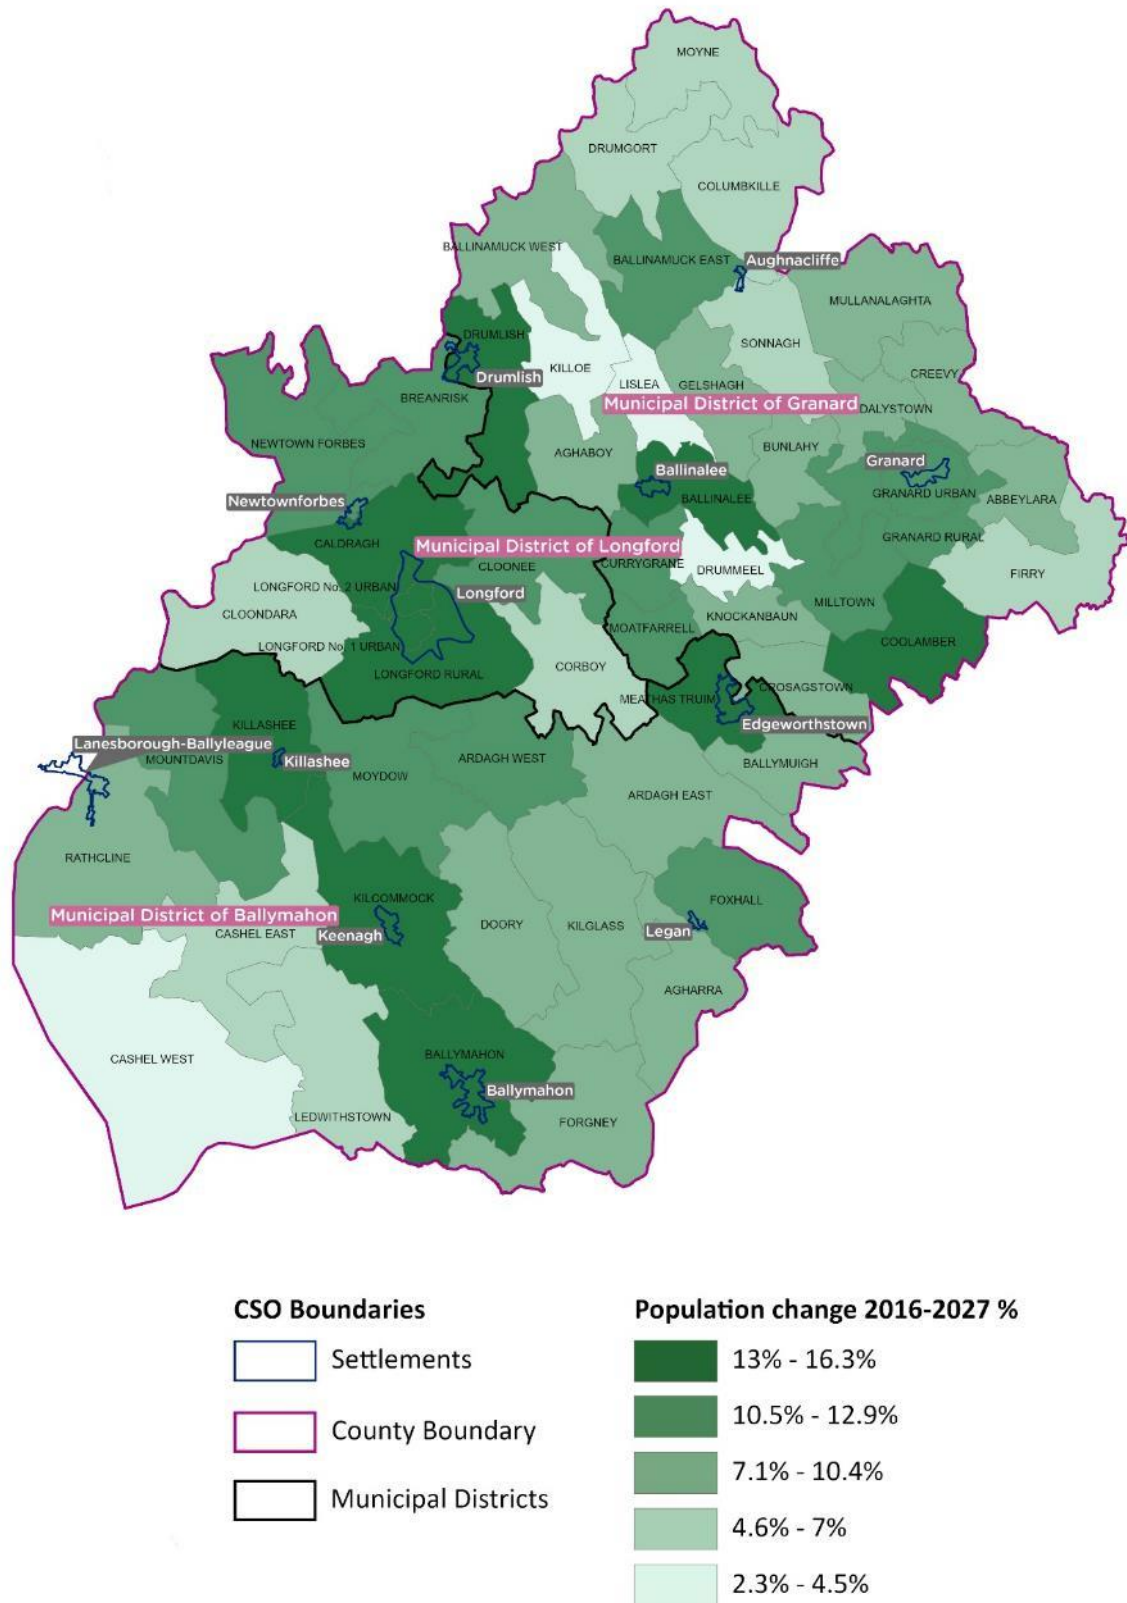 MOYNE
DRUMGORT
COLUMBKILLE
BALLINAMUCK WEST
BALLINAMUCK EAST
Aughnacliffe
MULLANALAGHTA
DRUMLISH
SONNAGH
KILLOE
CREEVY
Drumlish
LISLEA
GELSHAGH
BREANRISK
Municipal District of Granard
DALYSTOWN
NEWTOWN FORBES
BUNLAHY
AGHABOY
Granard
Ballinalee
GRANARD URBAN
ABBEYLARA
BALLINALEE
Newtownforbes
GRANARD RURAL
CALDRAGH
Municipal District of Longford
CLOONEE
CURRYGRANE
DRUMMEEL
FIRRY
LONGFORD No. 2 URBAN
Longford
MILLTOWN
CLOONDARA
KNOCKANBAUN
MOATFARRELL
COOLAMBER
LONGFORD No. 1 URBAN
CORBOY
LONGFORD RURAL
CROSAGSTOWN
MEATHAS TRUIM
KILLASHEE
Edgeworthstown
Lanesborough-Ballyleague
MOUNTDAVIS
Killashee
ARDAGH WEST
BALLYMUIGH
MOYDOW
ARDAGH EAST
RATHCLINE
KILCOMMOCK
FOXHALL
Municipal District of Ballymahon
DOORY
KILGLASS
CASHEL EAST
Keenagh
Legan
AGHARRA
CASHEL WEST
BALLYMAHON
Ballymahon
LEDWITHSTOWN
FORGNEY
CSO Boundaries
Settlements
County Boundary
Municipal Districts
Population change 2016-2027 %
13% - 16.3%
10.5% - 12.9%
7.1% - 10.4%
4.6% - 7%
2.3% - 4.5%